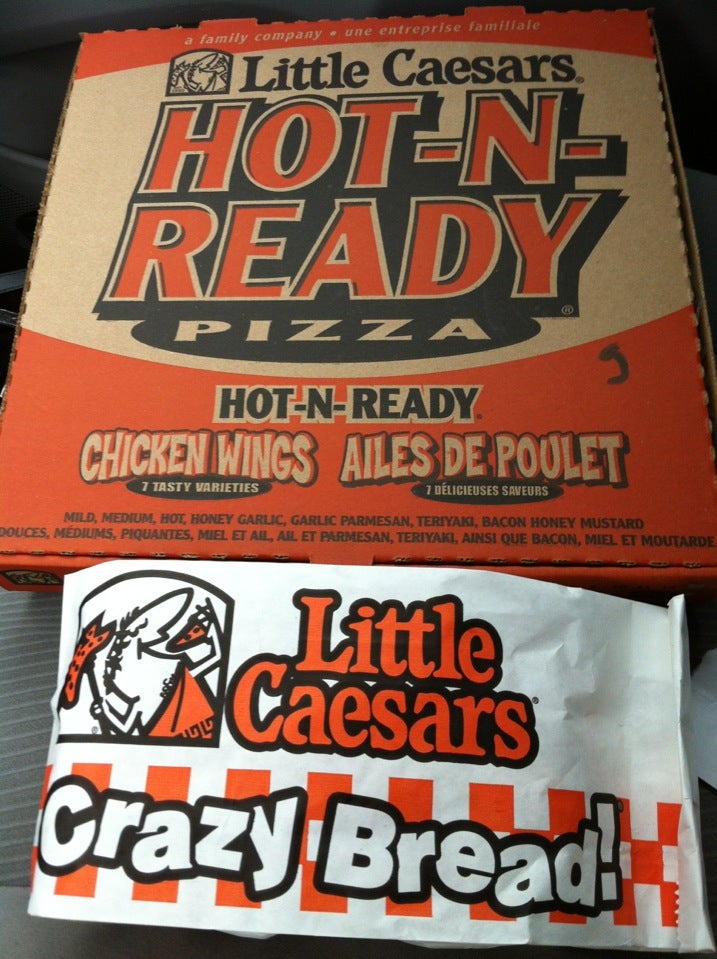 a family company • une entreprise familiale
Little Caesars®
HOT-N-
READY
PIZZA ®
HOT-N-READY®
CHICKEN WINGS AILES DE POULET
7 TASTY VARIETIES 7 DÉLICIEUSES SAVEURS
MILD, MEDIUM, HOT, HONEY GARLIC, GARLIC PARMESAN, TERIYAKI, BACON HONEY MUSTARD
DOUCES, MÉDIUMS, PIQUANTES, MIEL ET AIL, AIL ET PARMESAN, TERIYAKI, AINSI QUE BACON, MIEL ET MOUTARDE
Little
Caesars®
Crazy Bread!